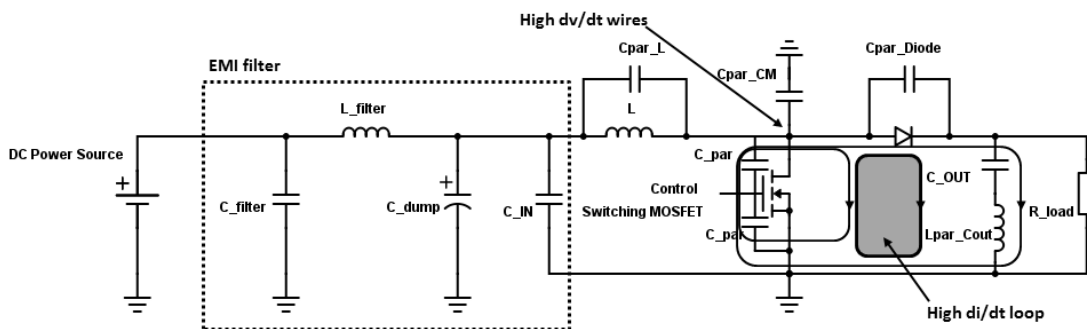 High dv/dt wires
Cpar_L
Cpar_Diode
EMI filter
Cpar_CM
L_filter
L
DC Power Source
C_par
+
+
Control
C_OUT
C_filter
C_dump
C_IN
Switching MOSFET
R_load
C_par
Lpar_Cout
High di/dt loop